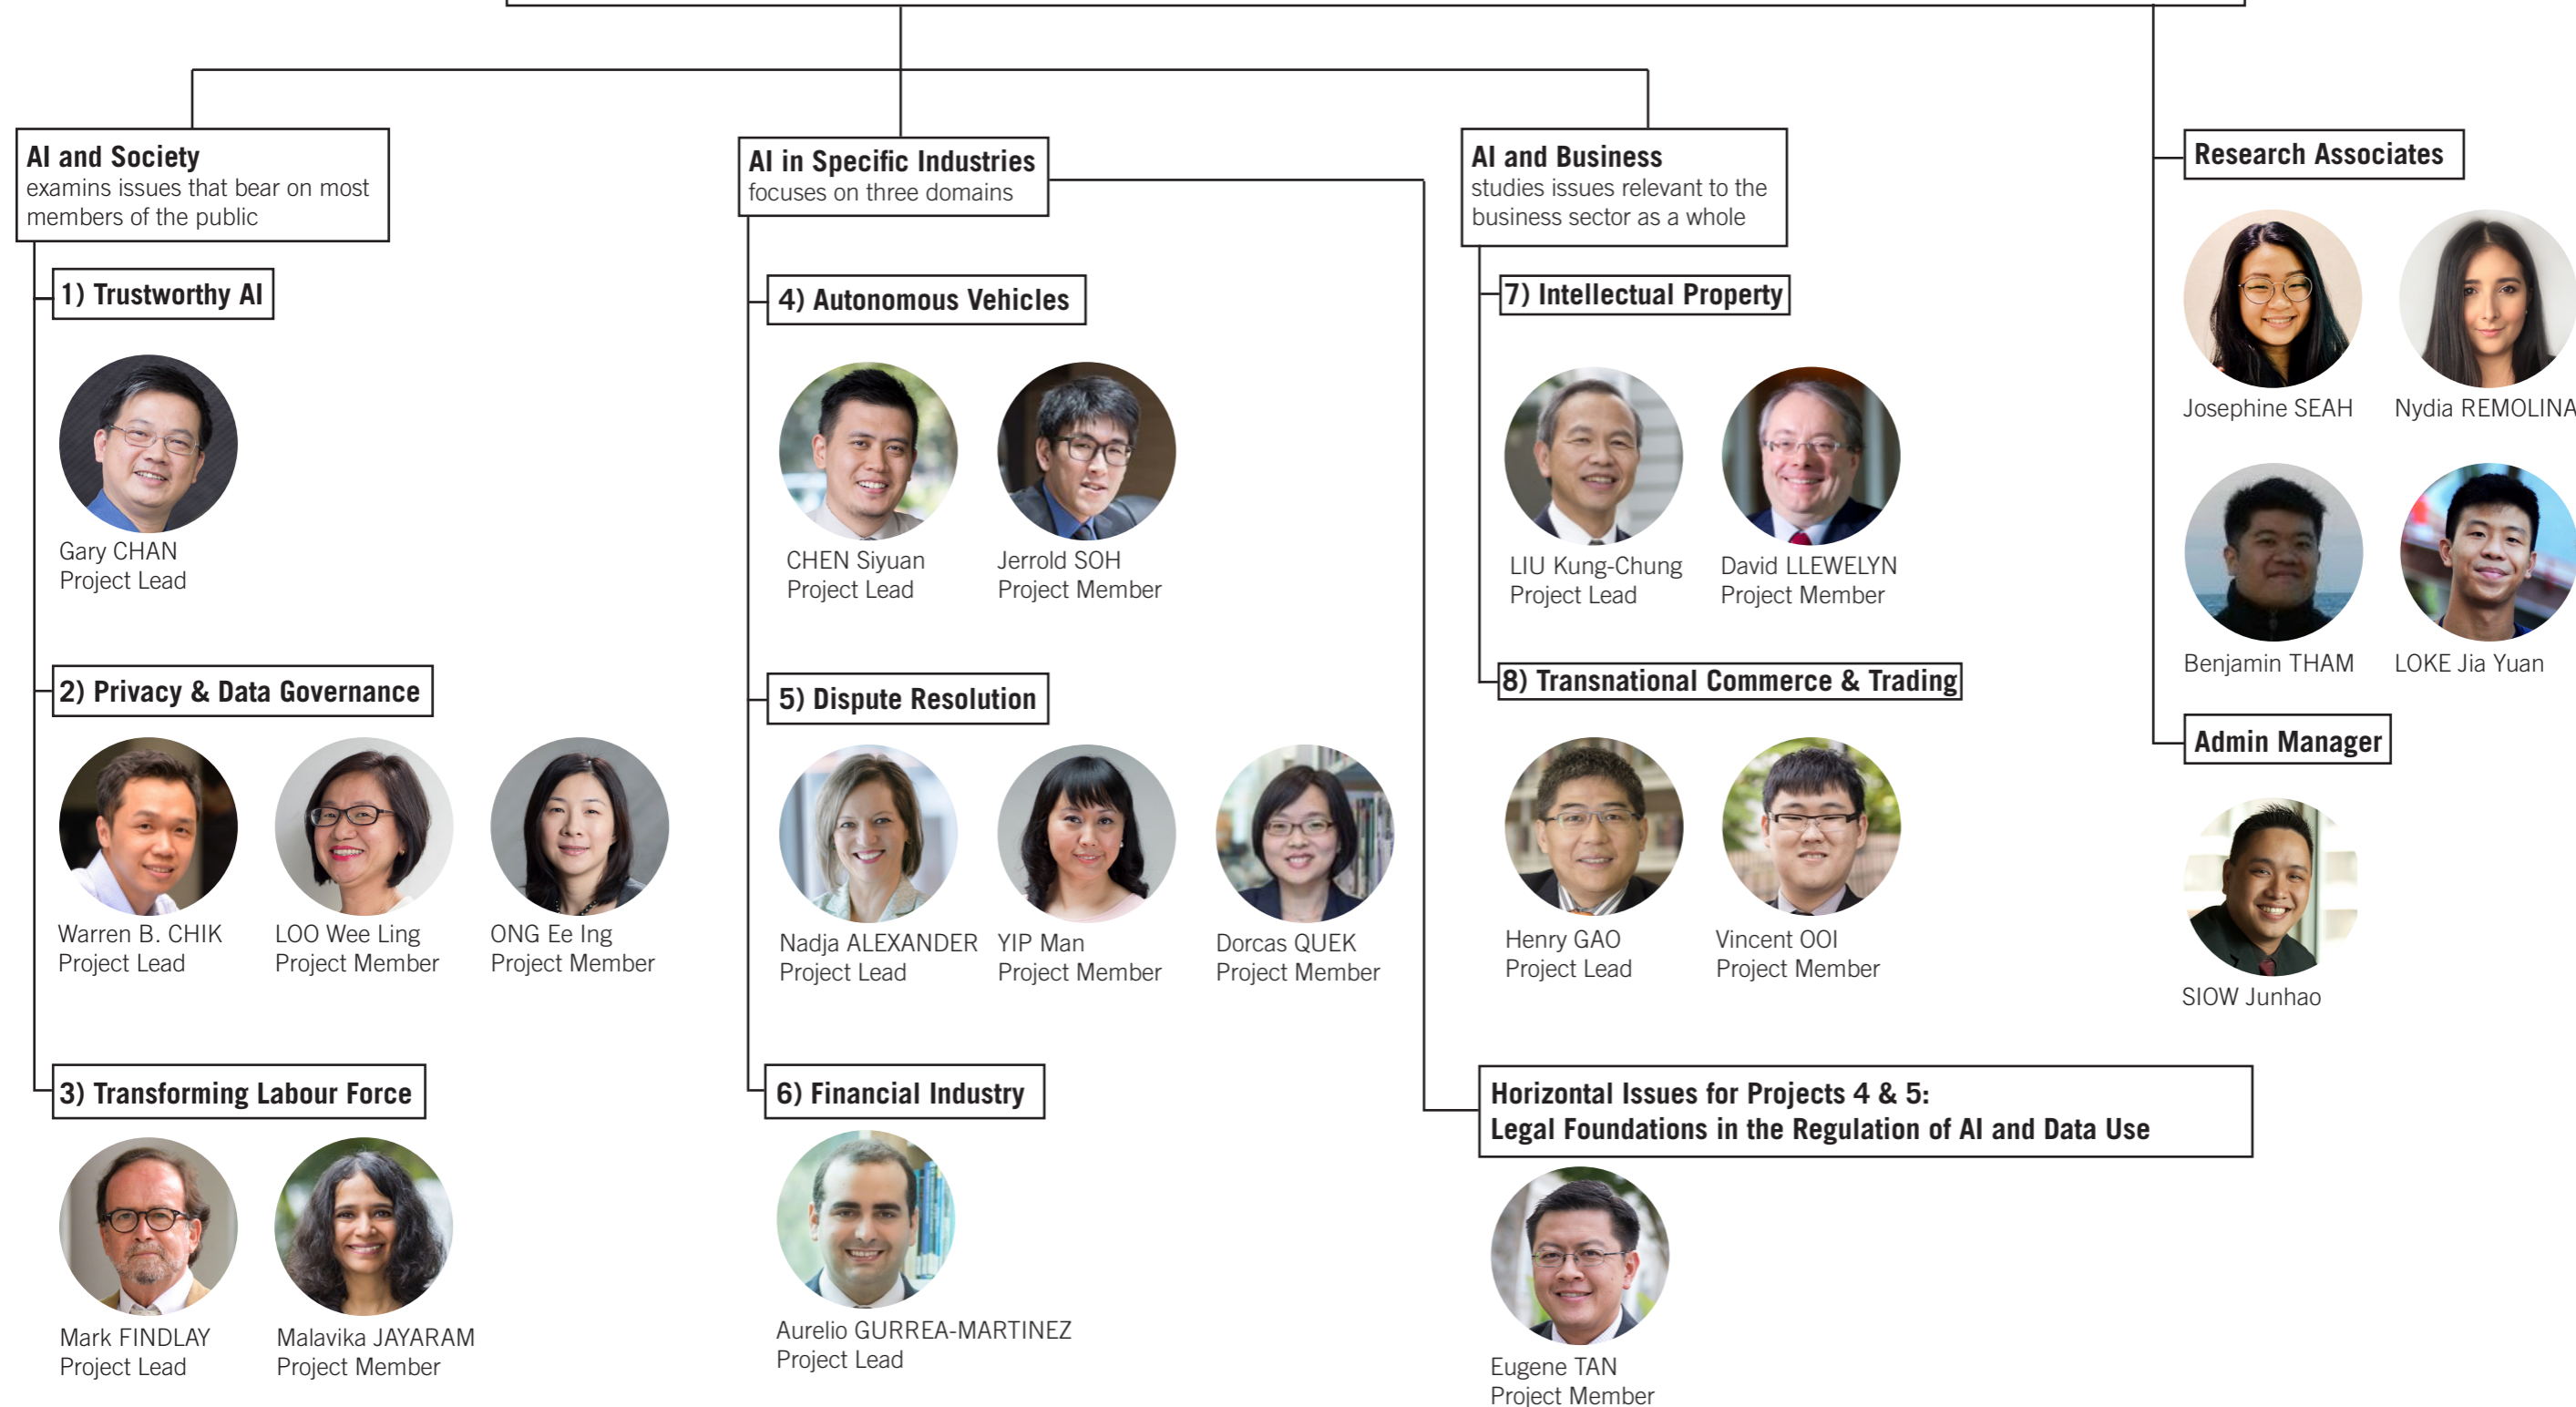 AI and Society
examins issues that bear on most
members of the public
1) Trustworthy AI
Gary CHAN
Project Lead
2) Privacy & Data Governance
Warren B. CHIK
Project Lead
LOO Wee Ling
Project Member
ONG Ee Ing
Project Member
3) Transforming Labour Force
Mark FINDLAY
Project Lead
Malavika JAYARAM
Project Member
AI in Specific Industries
focuses on three domains
4) Autonomous Vehicles
CHEN Siyuan
Project Lead
Jerrold SOH
Project Member
5) Dispute Resolution
Nadja ALEXANDER
Project Lead
YIP Man
Project Member
Dorcas QUEK
Project Member
6) Financial Industry
Aurelio GURREA-MARTINEZ
Project Lead
AI and Business
studies issues relevant to the
business sector as a whole
7) Intellectual Property
LIU Kung-Chung
Project Lead
David LLEWELYN
Project Member
8) Transnational Commerce & Trading
Henry GAO
Project Lead
Vincent OOI
Project Member
Horizontal Issues for Projects 4 & 5:
Legal Foundations in the Regulation of AI and Data Use
Eugene TAN
Project Member
Research Associates
Josephine SEAH
Nydia REMOLINA
Benjamin THAM
LOKE Jia Yuan
Admin Manager
SIOW Junhao